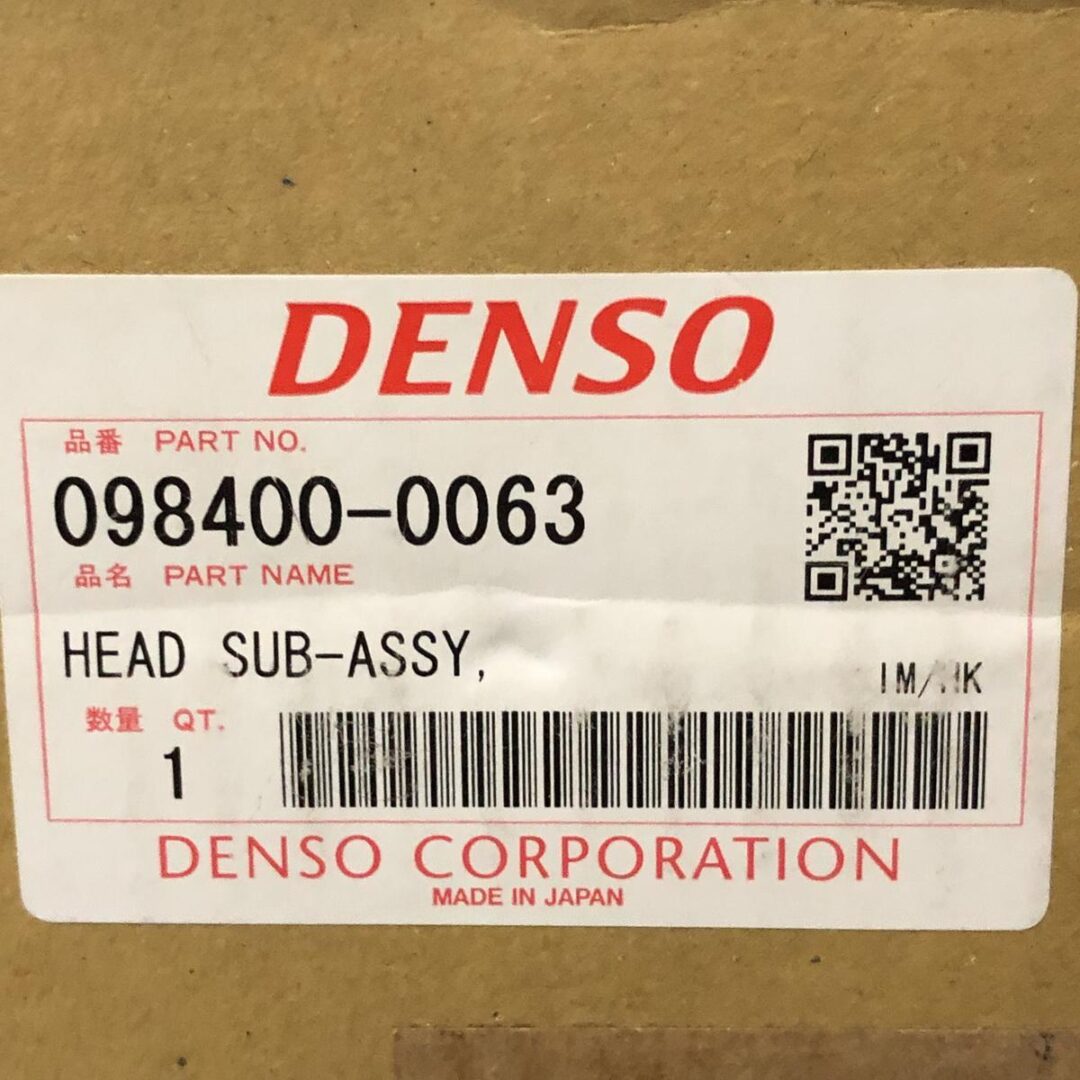 DENSO
品番 PART NO.
098400-0063
品名 PART NAME
HEAD SUB-ASSY,
数量 QT.
1
DENSO CORPORATION
MADE IN JAPAN